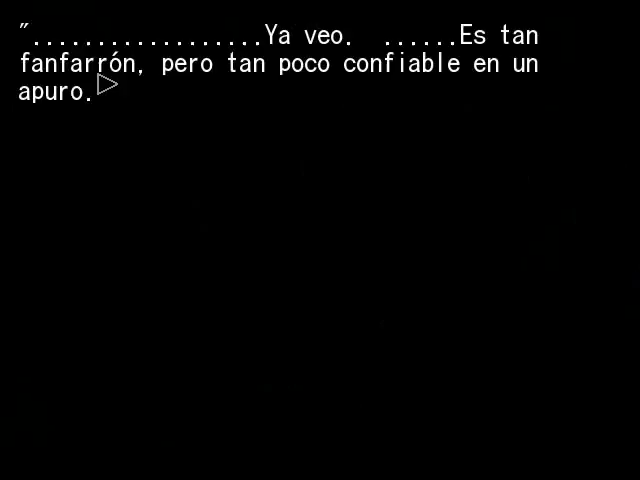 "..................Ya veo.  ......Es tan
fanfarrón, pero tan poco confiable en un
apuro.